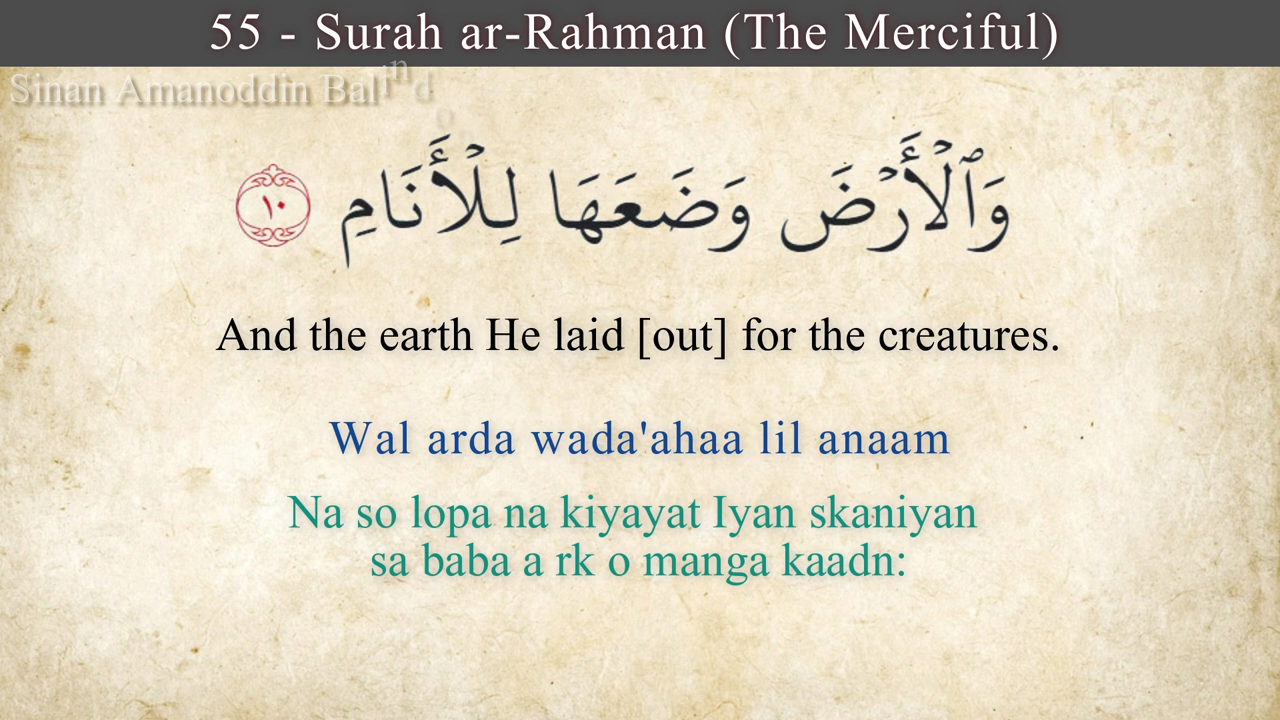 55 - Surah ar-Rahman (The Merciful)
Sinan Amanoddin Balindo
وَٱلْأَرْضَ وَضَعَهَا لِلْأَنَامِ ١٠
And the earth He laid [out] for the creatures.
Wal arda wada'ahaa lil anaam
Na so lopa na kiyayat Iyan skaniyan
sa baba a rk o manga kaadn: